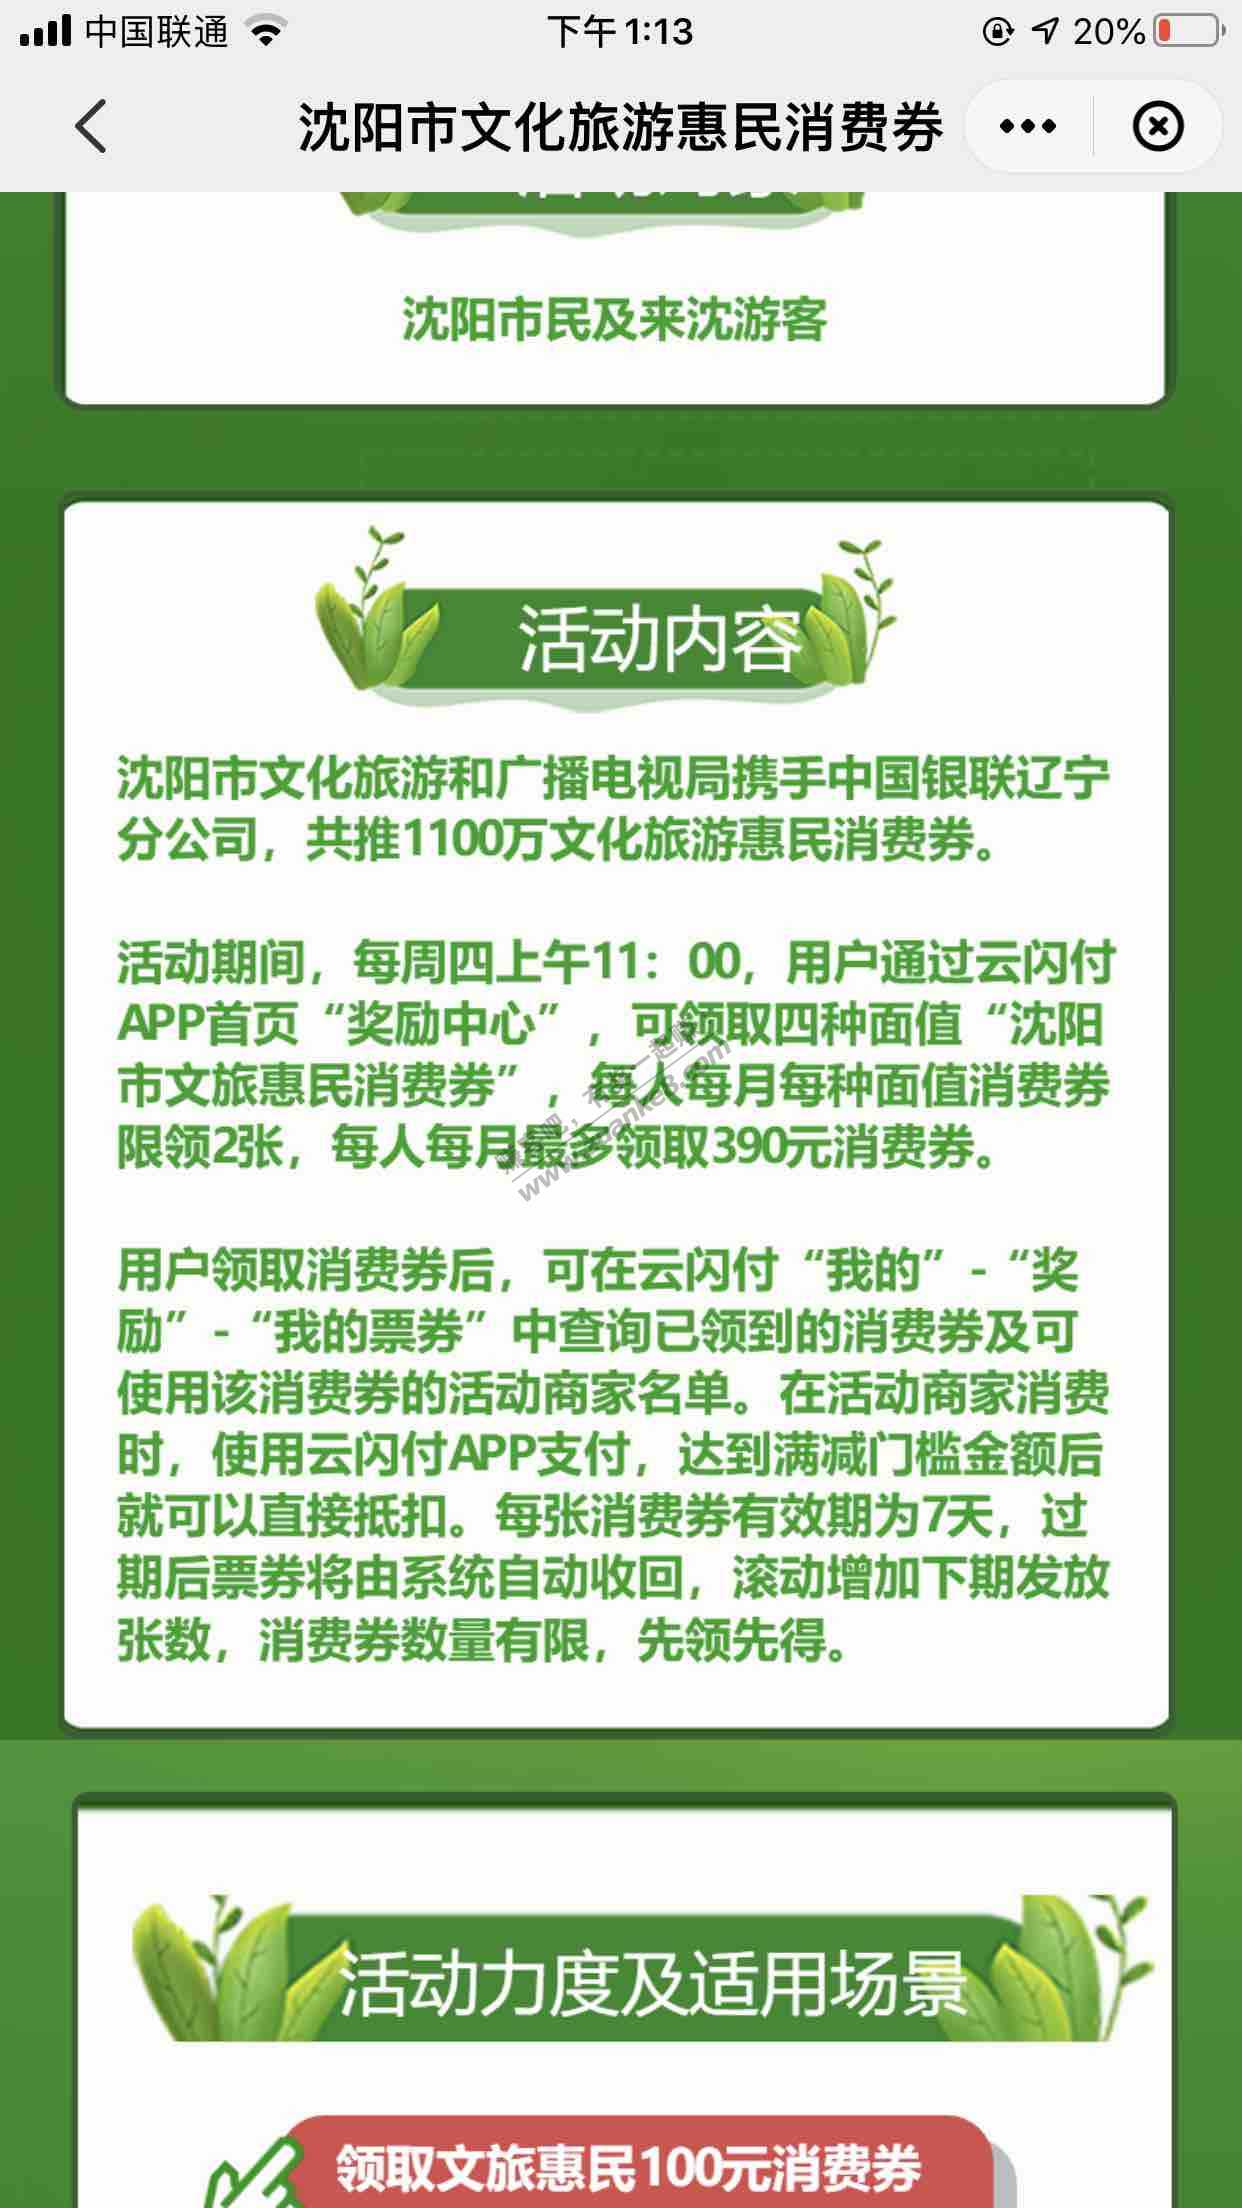 中国联通
下午1:13
20%
沈阳市文化旅游惠民消费券
沈阳市民及来沈游客
活动内容
沈阳市文化旅游和广播电视局携手中国银联辽宁
分公司，共推1100万文化旅游惠民消费券。
活动期间，每周四上午11：00，用户通过云闪付
APP首页“奖励中心”，可领取四种面值“沈阳
市文旅惠民消费券”，每人每月每种面值消费券
限领2张，每人每月最多领取390元消费券。
用户领取消费券后，可在云闪付“我的”-“奖
励”-“我的票券”中查询已领到的消费券及可
使用该消费券的活动商家名单。在活动商家消费
时，使用云闪付APP支付，达到满减门槛金额后
就可以直接抵扣。每张消费券有效期为7天，过
期后票券将由系统自动收回，滚动增加下期发放
张数，消费券数量有限，先领先得。
活动力度及适用场景
领取文旅惠民100元消费券